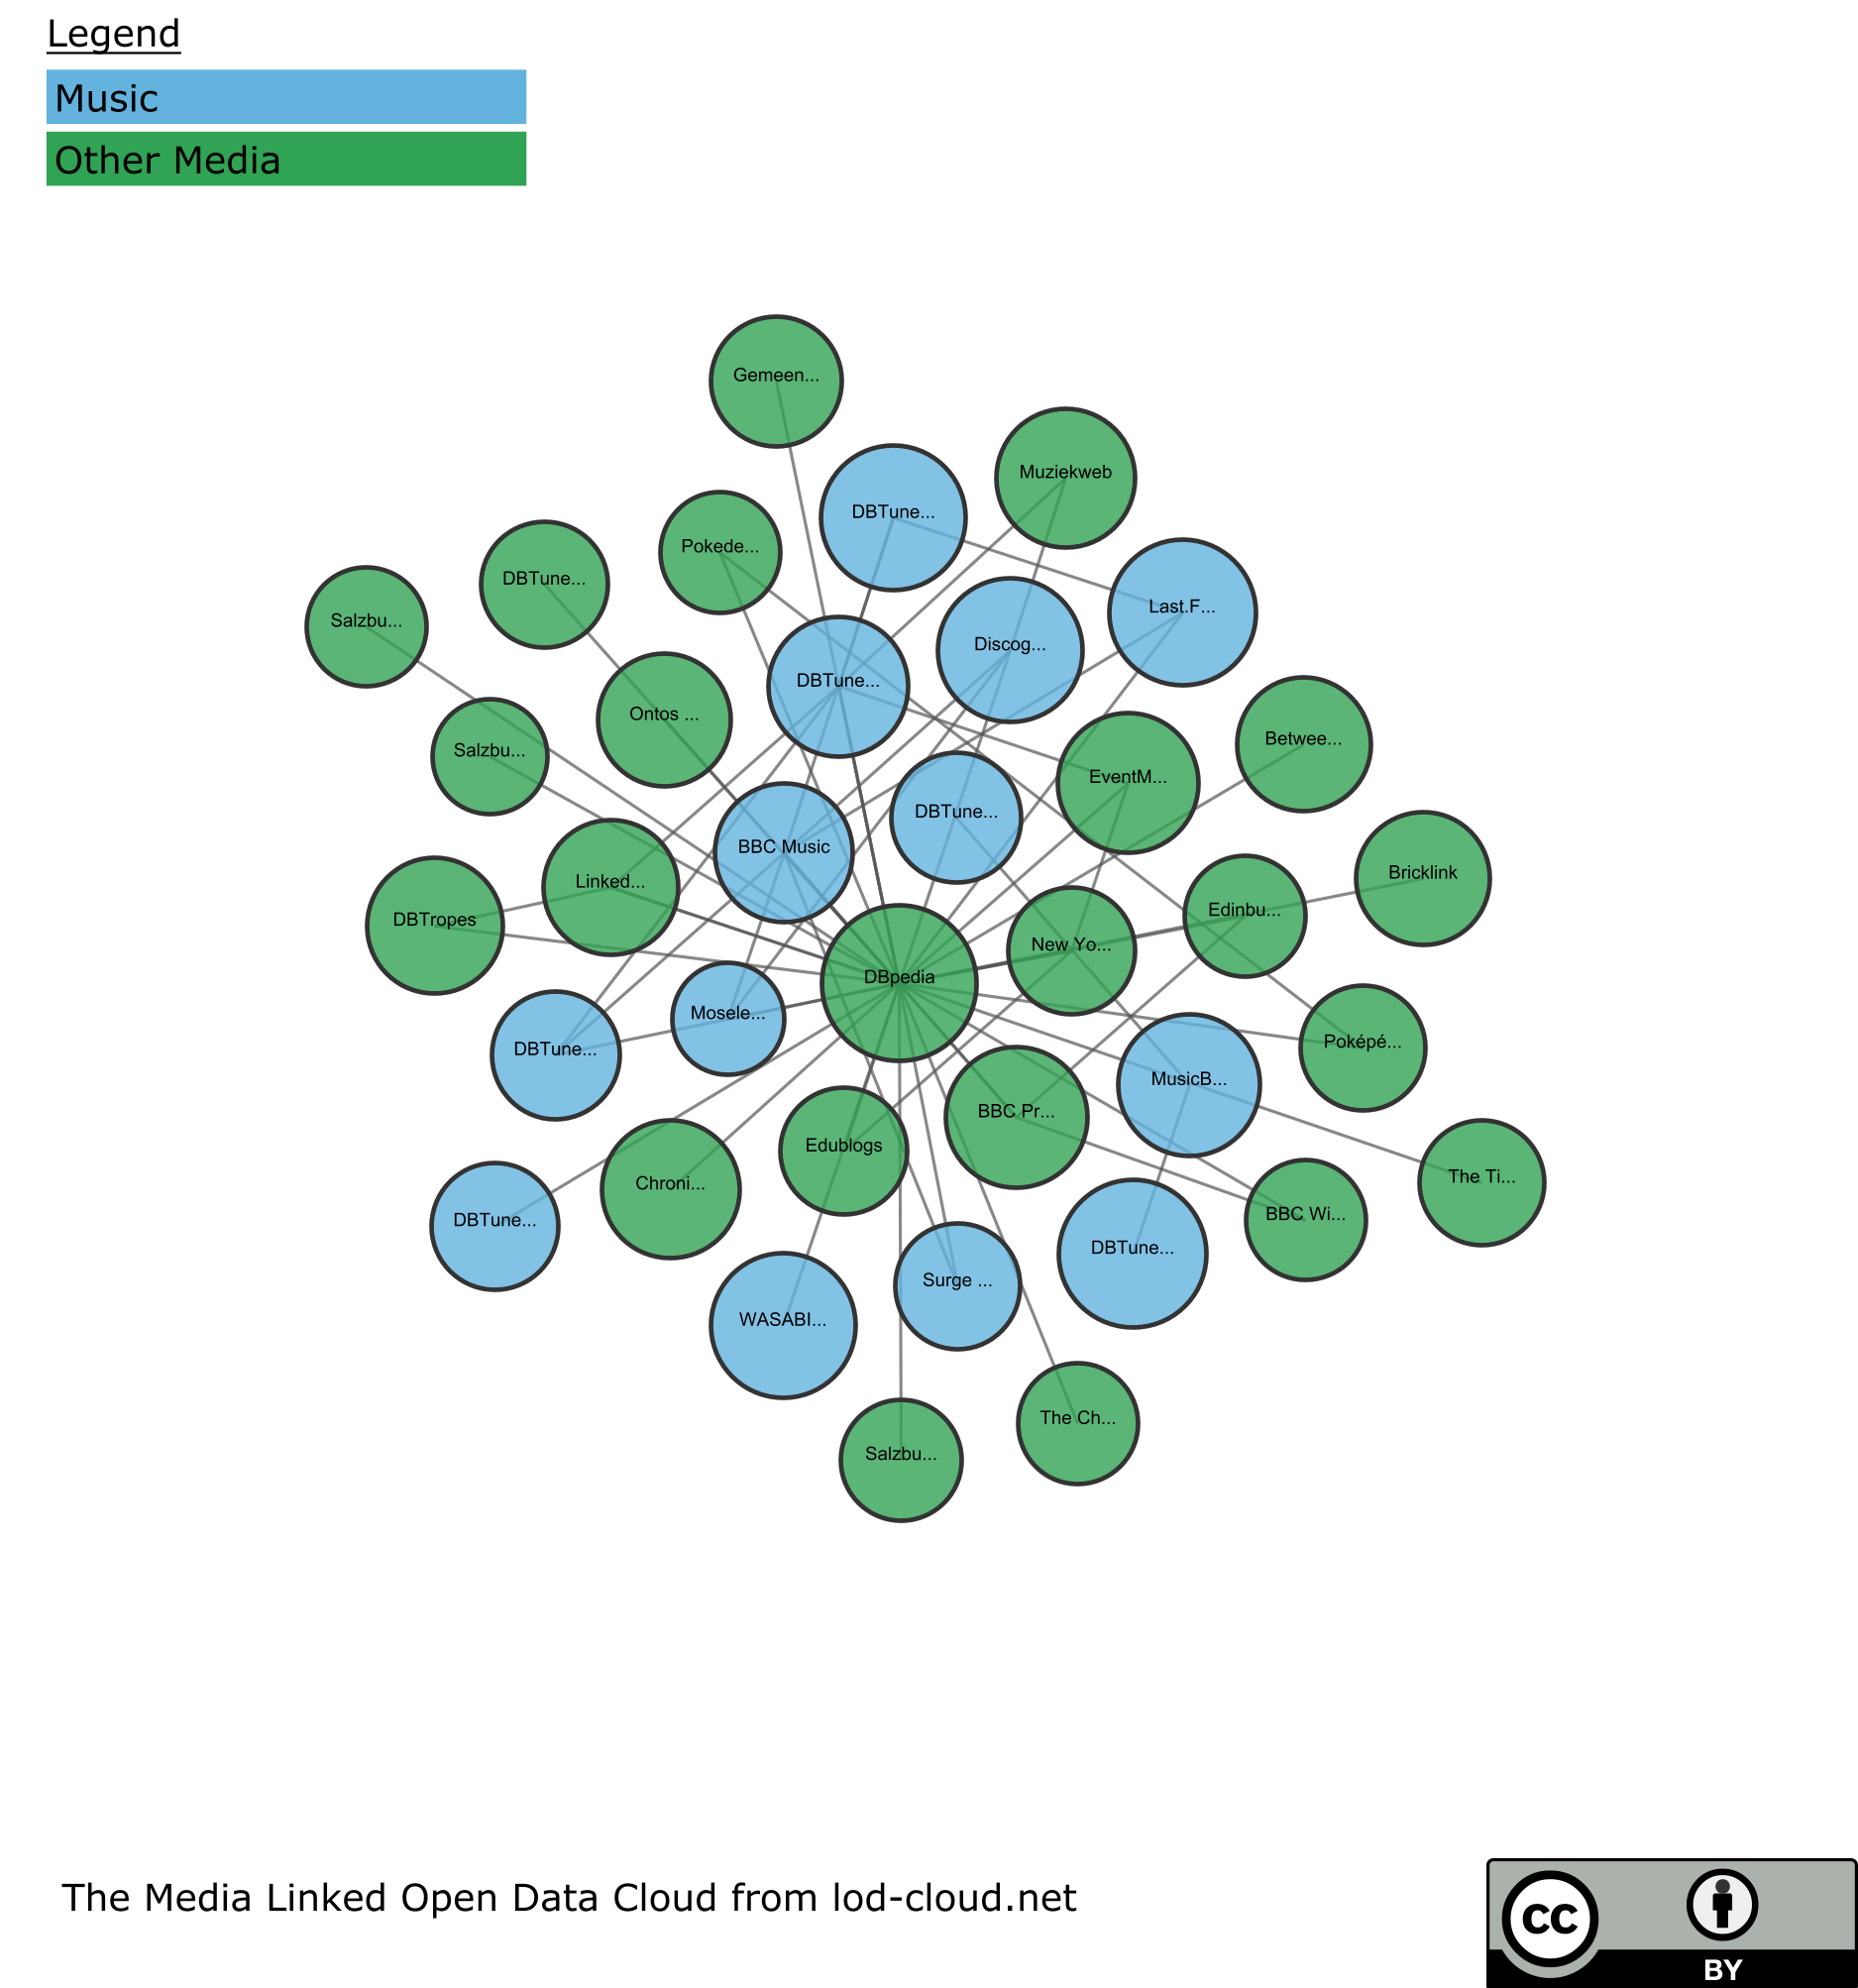 Legend
Music
Other Media
Gemeen...
Muziekweb
DBTune...
Pokede...
DBTune...
Last.F...
Salzbu...
Discog...
DBTune...
Ontos ...
Betwee...
Salzbu...
EventM...
DBTune...
BBC Music
Bricklink
Linked...
Edinbu...
DBTropes
New Yo...
DBpedia
Mosele...
Poképé...
DBTune...
MusicB...
BBC Pr...
Edublogs
The Ti...
Chroni...
BBC Wi...
DBTune...
DBTune...
Surge ...
WASABI...
The Ch...
Salzbu...
The Media Linked Open Data Cloud from lod-cloud.net
cc
BY